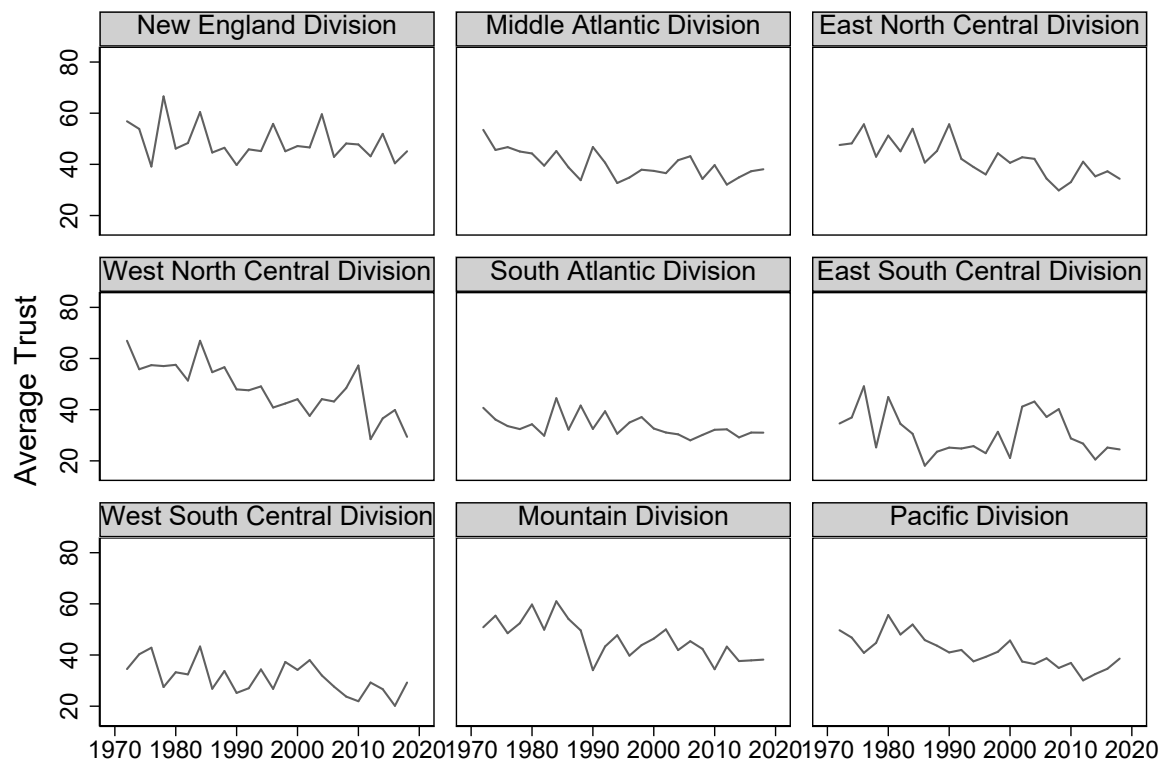 New England Division Middle Atlantic Division East North Central Division
80
60
40
20
West North Central Division South Atlantic Division East South Central Division
80
60
40
20
Average Trust
West South Central Division Mountain Division Pacific Division
80
60
40
20
1970 1980 1990 2000 2010 2020 1970 1980 1990 2000 2010 2020 1970 1980 1990 2000 2010 2020